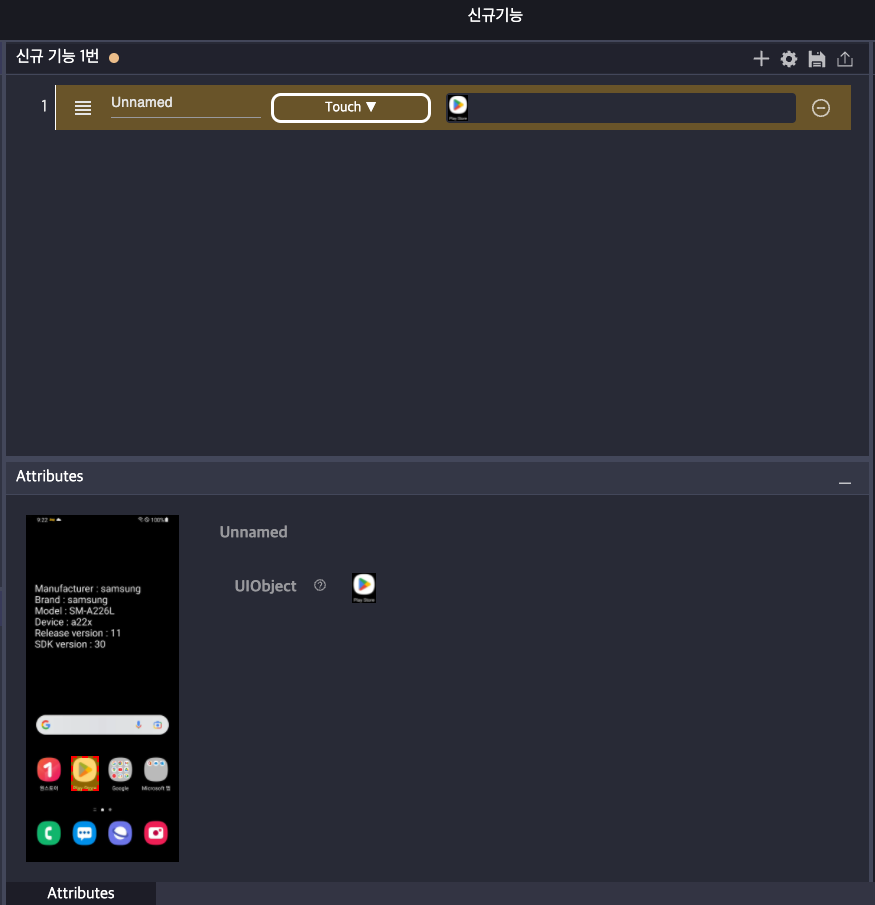 신규기능
신규 기능 1번
1
Unnamed
Touch ▼
Play Store
Attributes
9:22
100%
Manufacturer : samsung
Brand : samsung
Model : SM-A226L
Device : a22x
Release version : 11
SDK version : 30
Unnamed
UIObject
Play Store
원스토어
Play Store
Google
Microsoft 앱
Attributes